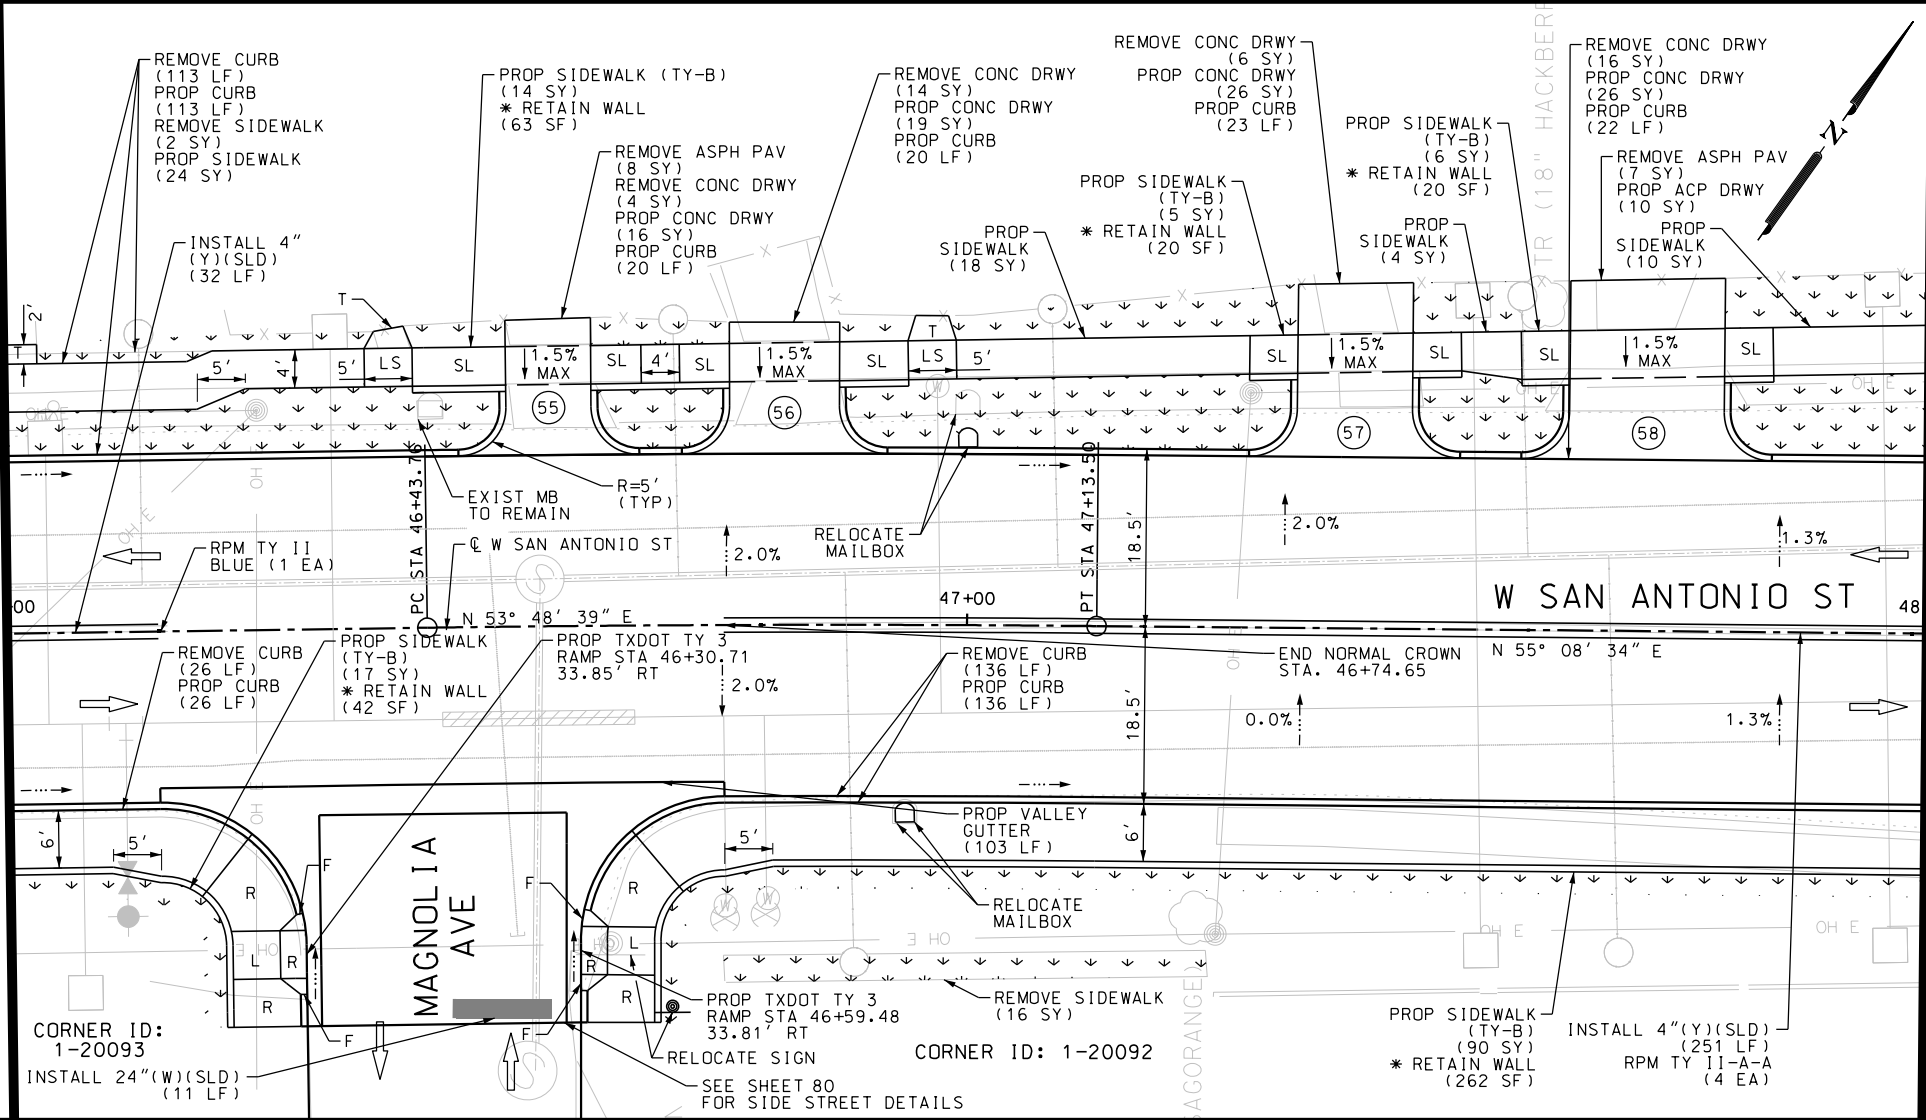 REMOVE CURB
(113 LF)
PROP CURB
(113 LF)
REMOVE SIDEWALK
(2 SY)
PROP SIDEWALK
(24 SY)
INSTALL 4"
(Y)(SLD)
(32 LF)
PROP SIDEWALK (TY-B)
(14 SY)
* RETAIN WALL
(63 SF)
REMOVE ASPH PAV
(8 SY)
REMOVE CONC DRWY
(4 SY)
PROP CONC DRWY
(16 SY)
PROP CURB
(20 LF)
REMOVE CONC DRWY
(14 SY)
PROP CONC DRWY
(19 SY)
PROP CURB
(20 LF)
PROP
SIDEWALK
(18 SY)
REMOVE CONC DRWY
(6 SY)
PROP CONC DRWY
(26 SY)
PROP CURB
(23 LF)
PROP SIDEWALK
(TY-B)
(5 SY)
* RETAIN WALL
(20 SF)
PROP SIDEWALK
(TY-B)
(6 SY)
* RETAIN WALL
(20 SF)
PROP
SIDEWALK
(4 SY)
TR (18" HACKBERR
REMOVE CONC DRWY
(16 SY)
PROP CONC DRWY
(26 SY)
PROP CURB
(22 LF)
REMOVE ASPH PAV
(7 SY)
PROP ACP DRWY
(10 SY)
PROP
SIDEWALK
(10 SY)
N
2'
T
T
5'
4'
5'
LS
SL
1.5%
MAX
SL
4'
SL
1.5%
MAX
SL
T
LS
5'
SL
1.5%
MAX
SL
SL
1.5%
MAX
SL
55
56
57
58
OH E
OH E
OH E
OH
OH E
W
EXIST MB
TO REMAIN
R=5'
(TYP)
RELOCATE
MAILBOX
PC STA 46+43.76
PT STA 47+13.50
18.5'
2.0%
2.0%
1.3%
RPM TY II
BLUE (1 EA)
℄ W SAN ANTONIO ST
S
W SAN ANTONIO ST
00
N 53° 48' 39" E
47+00
48
N 55° 08' 34" E
REMOVE CURB
(26 LF)
PROP CURB
(26 LF)
PROP SIDEWALK
(TY-B)
(17 SY)
* RETAIN WALL
(42 SF)
PROP TXDOT TY 3
RAMP STA 46+30.71
33.85' RT
2.0%
REMOVE CURB
(136 LF)
PROP CURB
(136 LF)
18.5'
END NORMAL CROWN
STA. 46+74.65
0.0%
1.3%
OH E
OH E
PROP VALLEY
GUTTER
(103 LF)
6'
5'
5'
6'
F
F
R
R
MAGNOLIA
AVE
RELOCATE
MAILBOX
W
W
OH E
OH E
OH E
OH E
L
R
R
R
L
R
F
F
PROP TXDOT TY 3
RAMP STA 46+59.48
33.81' RT
REMOVE SIDEWALK
(16 SY)
RELOCATE SIGN
CORNER ID:
1-20093
CORNER ID: 1-20092
INSTALL 24"(W)(SLD)
(11 LF)
S
SEE SHEET 80
FOR SIDE STREET DETAILS
SAGORANGE)
PROP SIDEWALK
(TY-B)
(90 SY)
* RETAIN WALL
(262 SF)
INSTALL 4"(Y)(SLD)
(251 LF)
RPM TY II-A-A
(4 EA)